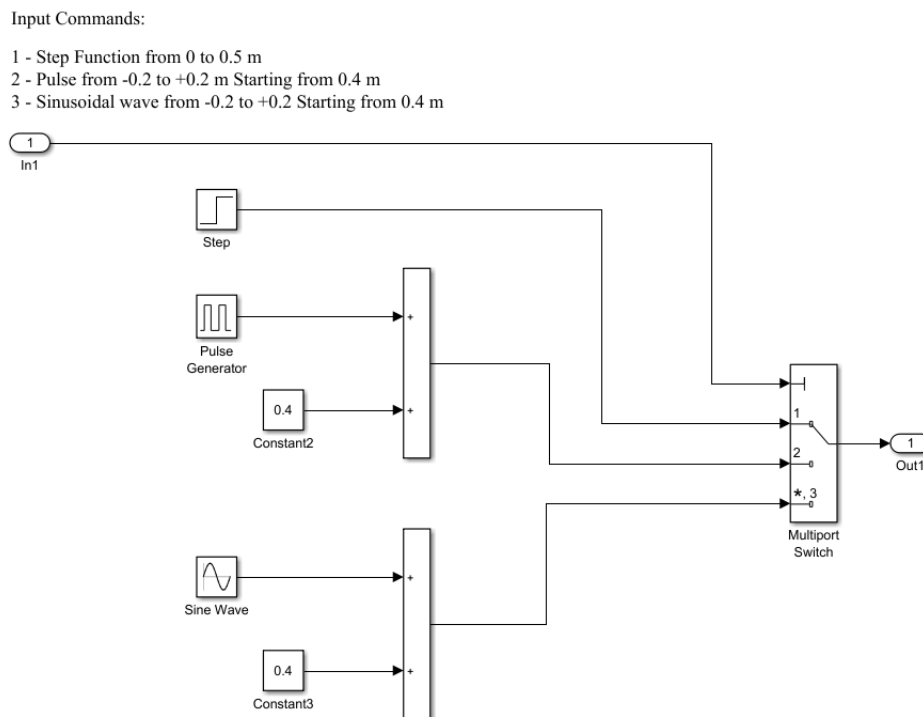 Input Commands:
1 - Step Function from 0 to 0.5 m
2 - Pulse from -0.2 to +0.2 m Starting from 0.4 m
3 - Sinusoidal wave from -0.2 to +0.2 Starting from 0.4 m
1
In1
Step
+
Pulse
Generator
0.4
+
Constant2
1
2
*, 3
1
Out1
Multiport
Switch
+
Sine Wave
0.4
+
Constant3